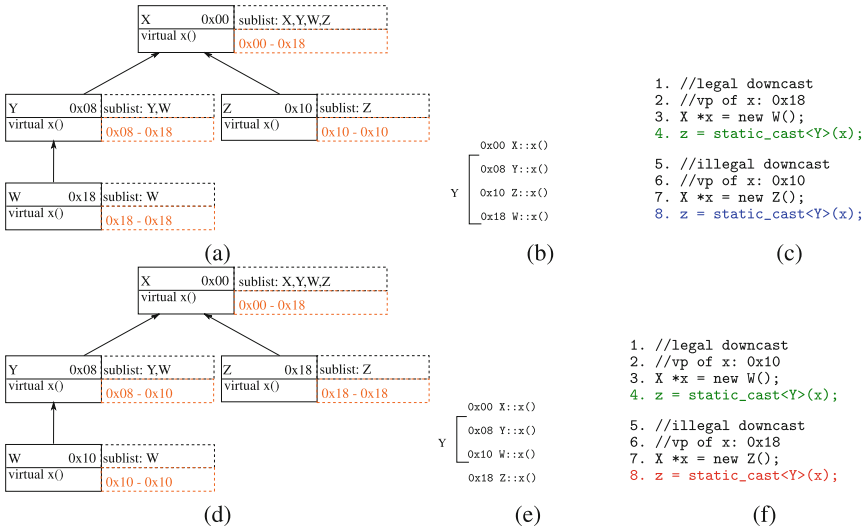 X 0x00 sublist: X,Y,W,Z
virtual x() 0x00 - 0x18
Y 0x08 sublist: Y,W
virtual x() 0x08 - 0x18
Z 0x10 sublist: Z
virtual x() 0x10 - 0x10
W 0x18 sublist: W
virtual x() 0x18 - 0x18
(a)
0x00 X::x()
0x08 Y::x()
Y
0x10 Z::x()
0x18 W::x()
(b)
1. //legal downcast
2. //vp of x: 0x18
3. X *x = new W();
4. z = static_cast<Y>(x);
5. //illegal downcast
6. //vp of x: 0x10
7. X *x = new Z();
8. z = static_cast<Y>(x);
(c)
X 0x00 sublist: X,Y,W,Z
virtual x() 0x00 - 0x18
Y 0x08 sublist: Y,W
virtual x() 0x08 - 0x10
Z 0x18 sublist: Z
virtual x() 0x18 - 0x18
W 0x10 sublist: W
virtual x() 0x10 - 0x10
(d)
0x00 X::x()
0x08 Y::x()
Y
0x10 W::x()
0x18 Z::x()
(e)
1. //legal downcast
2. //vp of x: 0x10
3. X *x = new W();
4. z = static_cast<Y>(x);
5. //illegal downcast
6. //vp of x: 0x18
7. X *x = new Z();
8. z = static_cast<Y>(x);
(f)